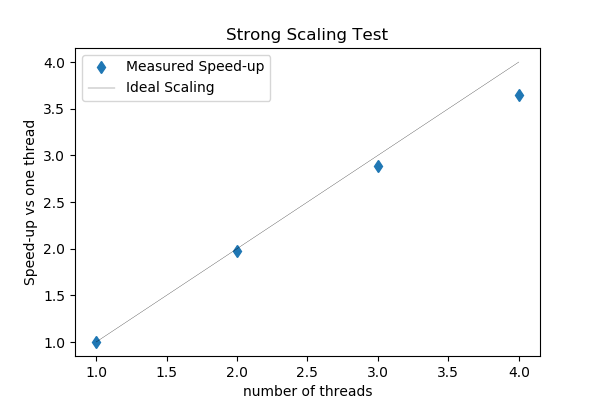 Strong Scaling Test
Measured Speed-up
Ideal Scaling
4.0
3.5
3.0
2.5
2.0
1.5
1.0
Speed-up vs one thread
1.0 1.5 2.0 2.5 3.0 3.5 4.0
number of threads